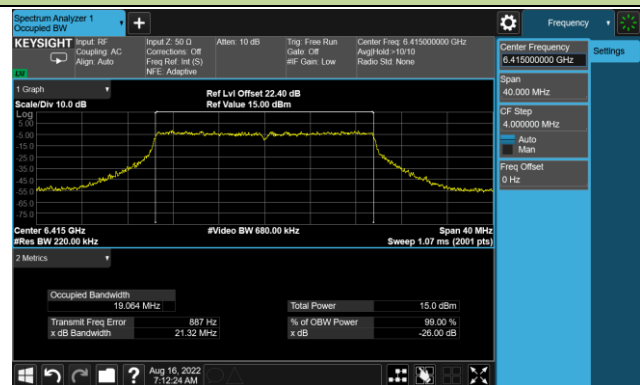 Spectrum Analyzer 1
Occupied BW
Frequency
KEYSIGHT
Input: RF
Coupling: AC
Align: Auto
Input Z: 50 Ω
Corrections: Off
Freq Ref: Int (S)
NFE: Adaptive
Atten: 10 dB
Trig: Free Run
Gate: Off
#IF Gain: Low
Center Freq: 6.415000000 GHz
Avg|Hold:>10/10
Radio Std: None
Center Frequency
6.415000000 GHz
Settings
Span
40.000 MHz
CF Step
4.000000 MHz
Auto
Man
Freq Offset
0 Hz
1 Graph
Scale/Div 10.0 dB
Ref Lvl Offset 22.40 dB
Ref Value 15.00 dBm
Log
5.00
-5.00
-15.0
-25.0
-35.0
-45.0
-55.0
-65.0
-75.0
Center 6.415 GHz
#Video BW 680.00 kHz
Span 40 MHz
#Res BW 220.00 kHz
Sweep 1.07 ms (2001 pts)
2 Metrics
Occupied Bandwidth
19.064 MHz
Total Power 15.0 dBm
Transmit Freq Error 887 Hz
% of OBW Power 99.00 %
x dB Bandwidth 21.32 MHz
x dB -26.00 dB
Aug 16, 2022
7:12:24 AM